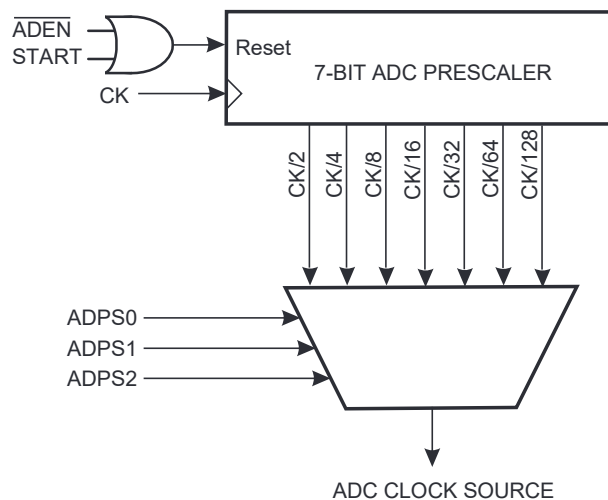 A̅D̅E̅N̅
START
Reset
CK
7-BIT ADC PRESCALER
CK/2
CK/4
CK/8
CK/16
CK/32
CK/64
CK/128
ADPS0
ADPS1
ADPS2
ADC CLOCK SOURCE